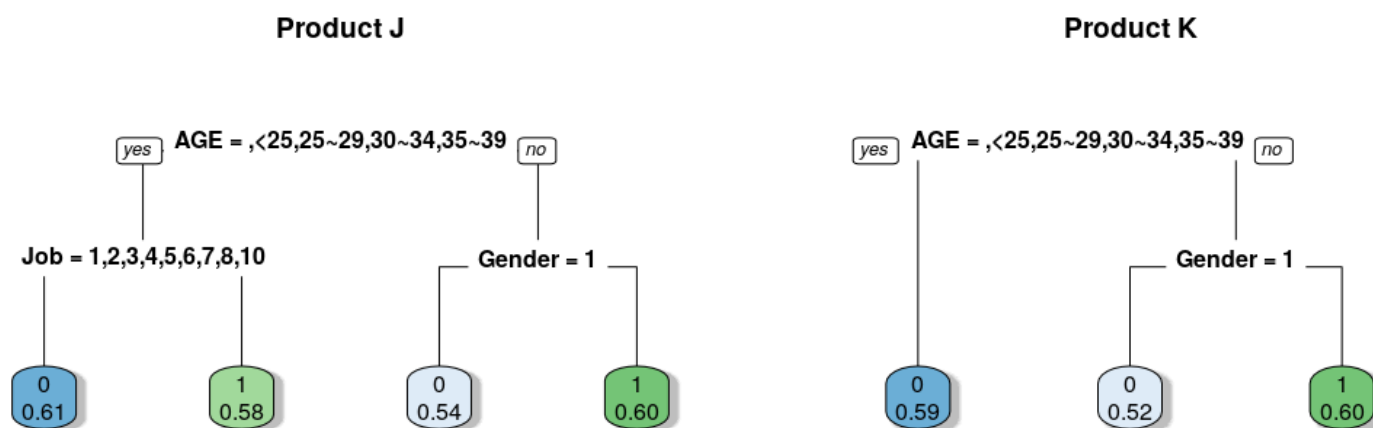 Product J
yes
AGE = ,<25,25~29,30~34,35~39
no
Job = 1,2,3,4,5,6,7,8,10
Gender = 1
0
0.61
1
0.58
0
0.54
1
0.60
Product K
yes
AGE = ,<25,25~29,30~34,35~39
no
Gender = 1
0
0.59
0
0.52
1
0.60